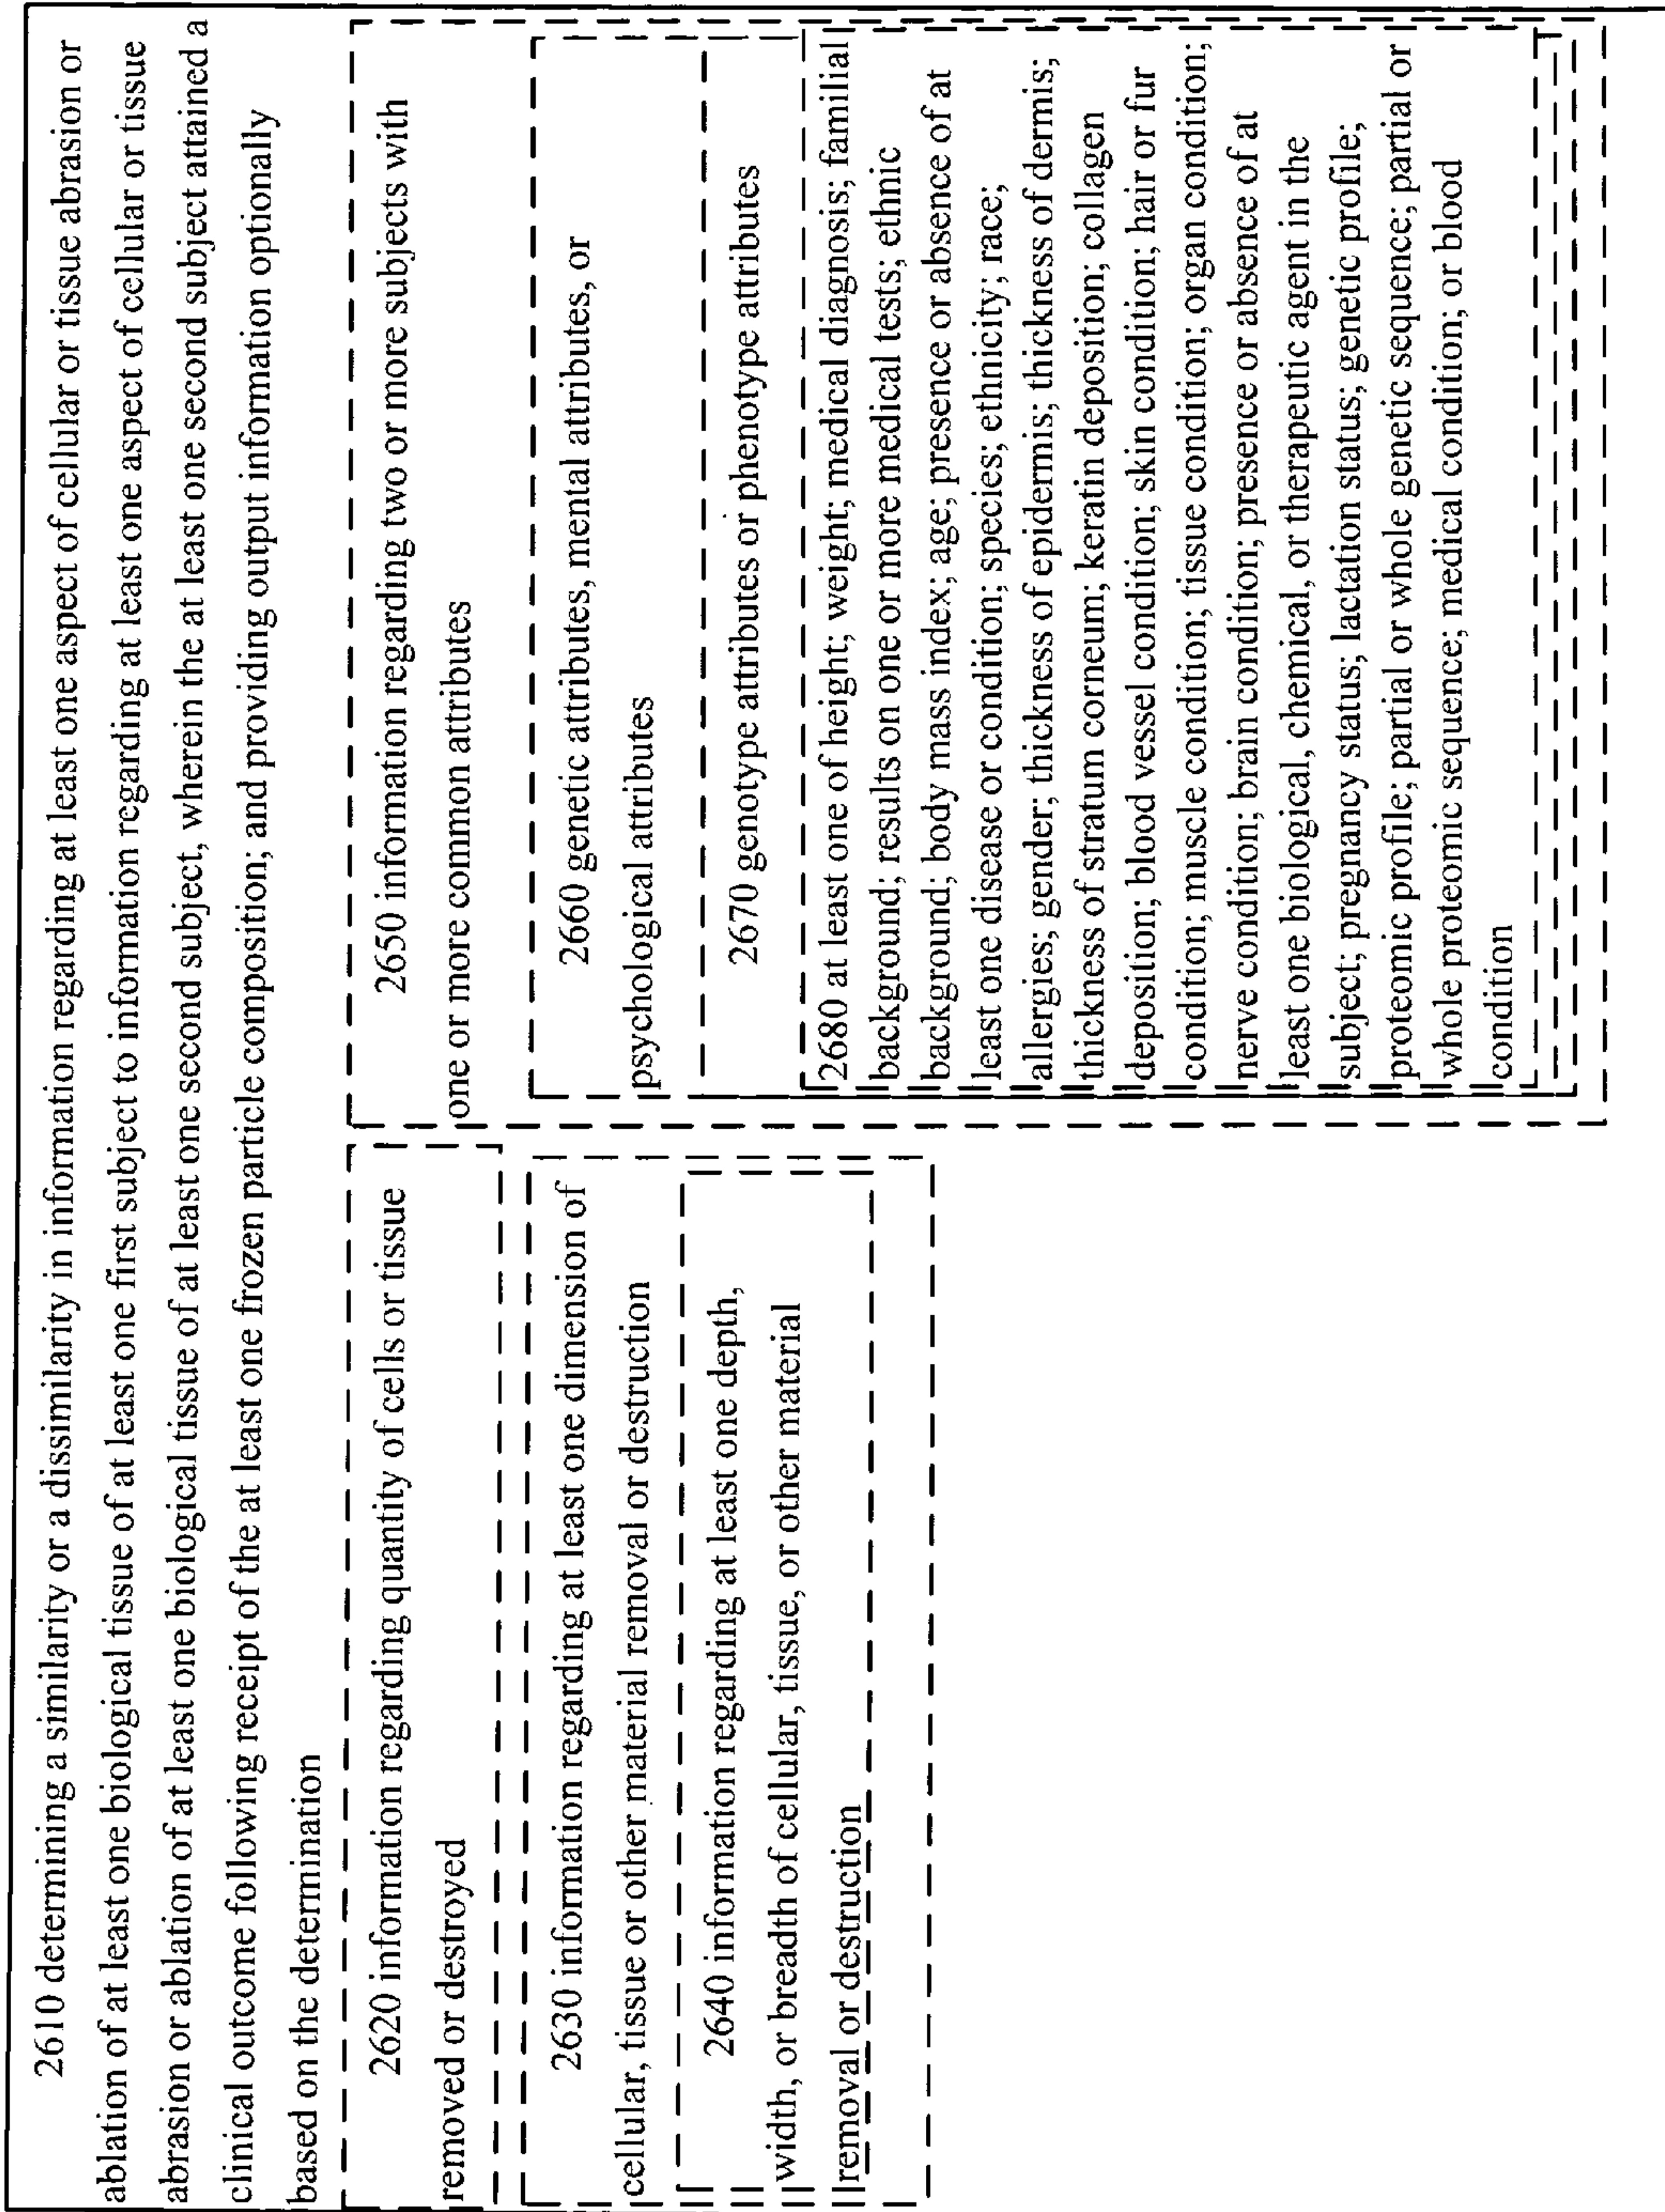 2610 determining a similarity or a dissimilarity in information regarding at least one aspect of cellular or tissue abrasion or
ablation of at least one biological tissue of at least one first subject to information regarding at least one aspect of cellular or tissue
abrasion or ablation of at least one biological tissue of at least one second subject, wherein the at least one second subject attained a
clinical outcome following receipt of the at least one frozen particle composition; and providing output information optionally
based on the determination
2620 information regarding quantity of cells or tissue
removed or destroyed
2630 information regarding at least one dimension of
cellular, tissue or other material removal or destruction
2640 information regarding at least one depth,
width, or breadth of cellular, tissue, or other material
removal or destruction
2650 information regarding two or more subjects with
one or more common attributes
2660 genetic attributes, mental attributes, or
psychological attributes
2670 genotype attributes or phenotype attributes
2680 at least one of height; weight; medical diagnosis; familial
background; results on one or more medical tests; ethnic
background; body mass index; age; presence or absence of at
least one disease or condition; species; ethnicity; race;
allergies; gender; thickness of epidermis; thickness of dermis;
thickness of stratum corneum; keratin deposition; collagen
deposition; blood vessel condition; skin condition; hair or fur
condition; muscle condition; tissue condition; organ condition;
nerve condition; brain condition; presence or absence of at
least one biological, chemical, or therapeutic agent in the
subject; pregnancy status; lactation status; genetic profile;
proteomic profile; partial or whole genetic sequence; partial or
whole proteomic sequence; medical condition; or blood
condition